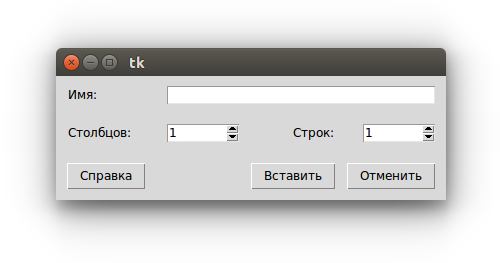 tk
Имя:
Столбцов: 1 Строк: 1
Справка Вставить Отменить